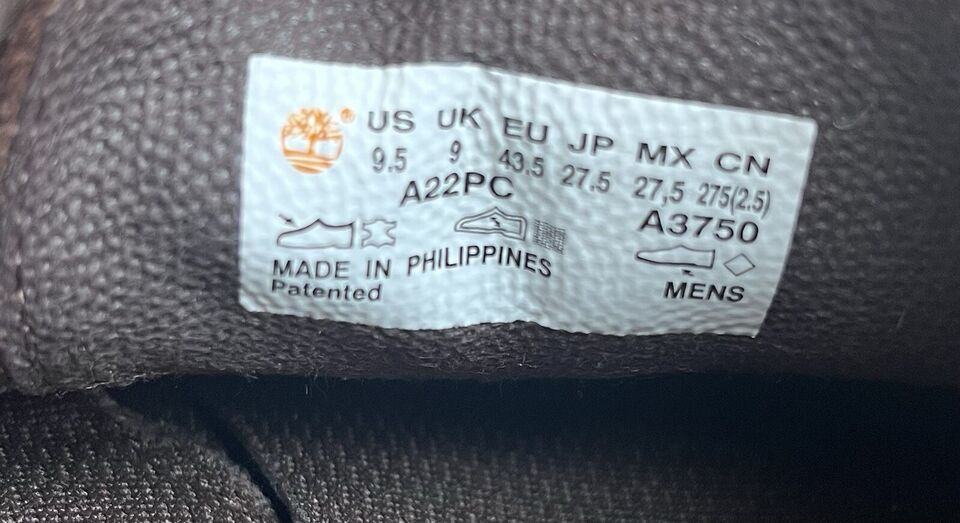 ® US UK EU JP MX CN
9.5 9 43.5 27.5 27,5 275(2.5)
A22PC A3750
MADE IN PHILIPPINES
Patented MENS